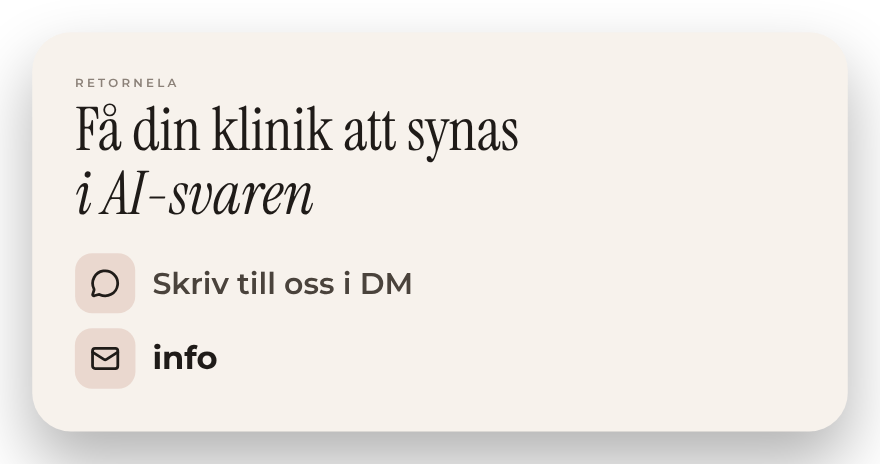 RETORNELA
Få din klinik att synas
i AI-svaren
Skriv till oss i DM
info